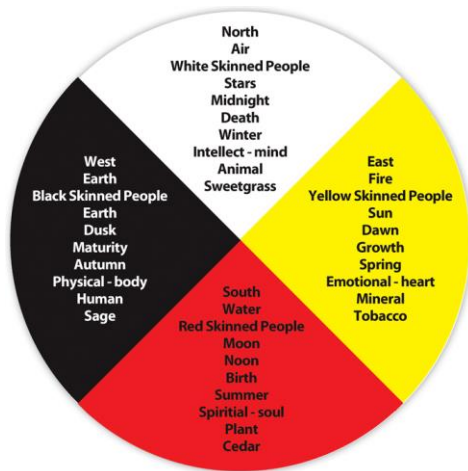 North
Air
White Skinned People
Stars
Midnight
Death
Winter
Intellect - mind
Animal
Sweetgrass
West
Earth
Black Skinned People
Earth
Dusk
Maturity
Autumn
Physical - body
Human
Sage
East
Fire
Yellow Skinned People
Sun
Dawn
Growth
Spring
Emotional - heart
Mineral
Tobacco
South
Water
Red Skinned People
Moon
Noon
Birth
Summer
Spiritial - soul
Plant
Cedar